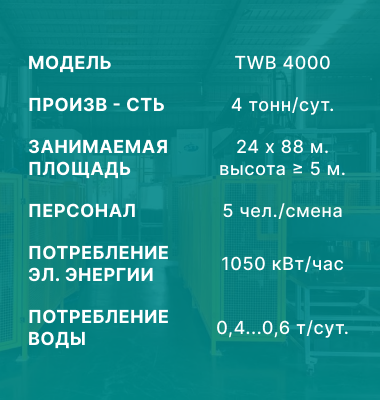 МОДЕЛЬ TWB 4000
ПРОИЗВ - СТЬ 4 тонн/сут.
ЗАНИМАЕМАЯ ПЛОЩАДЬ 24 x 88 м. высота ≥ 5 м.
ПЕРСОНАЛ 5 чел./смена
ПОТРЕБЛЕНИЕ ЭЛ. ЭНЕРГИИ 1050 кВт/час
ПОТРЕБЛЕНИЕ ВОДЫ 0,4...0,6 т/сут.